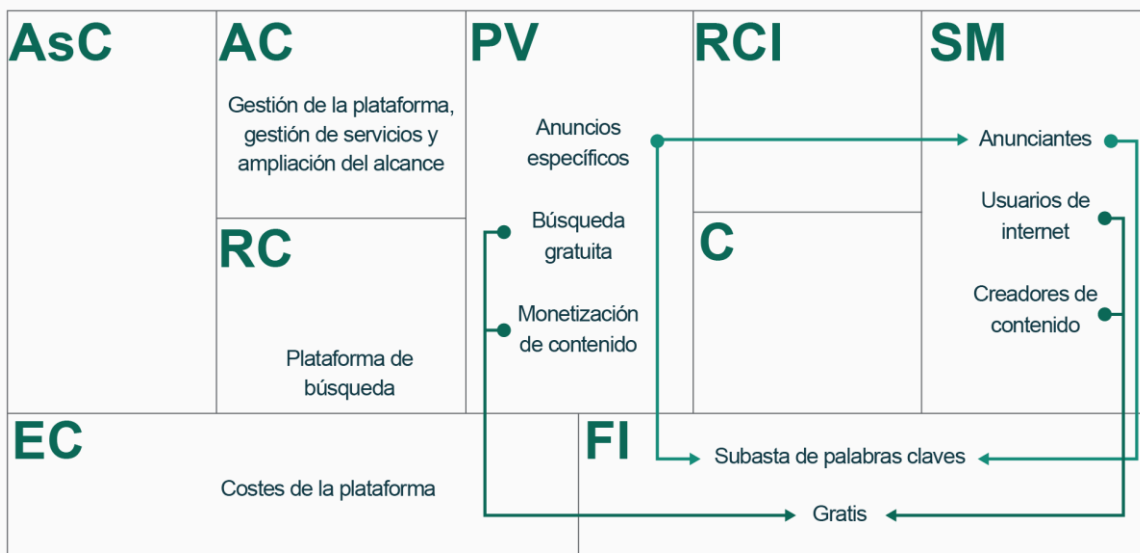 AsC
AC
Gestión de la plataforma,
gestión de servicios y
ampliación del alcance
RC
Plataforma de
búsqueda
PV
Anuncios
específicos
Búsqueda
gratuita
Monetización
de contenido
RCI
C
SM
Anunciantes
Usuarios de
internet
Creadores de
contenido
EC
Costes de la plataforma
FI
Subasta de palabras claves
Gratis